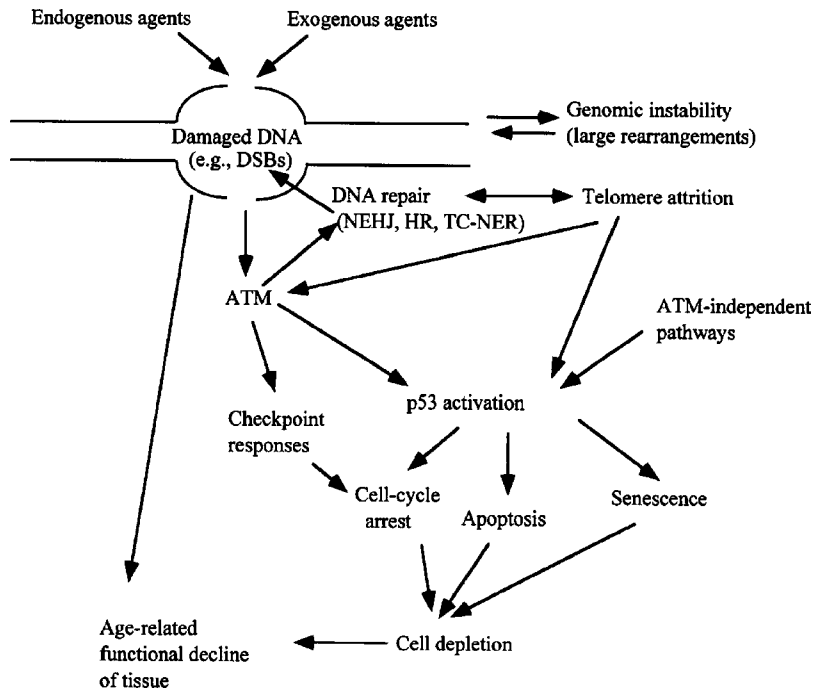 Endogenous agents
Exogenous agents
Genomic instability
(large rearrangements)
Damaged DNA
(e.g., DSBs)
DNA repair
(NEHJ, HR, TC-NER)
Telomere attrition
ATM
ATM-independent
pathways
p53 activation
Checkpoint
responses
Cell-cycle
arrest
Apoptosis
Senescence
Age-related
functional decline
of tissue
Cell depletion